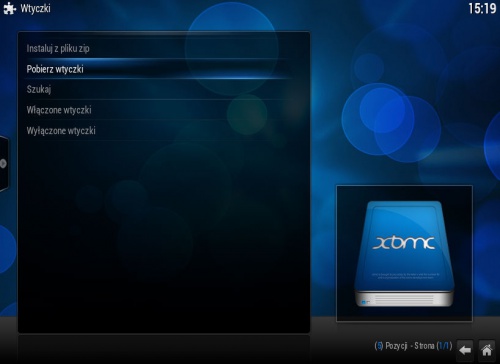 Wtyczki
15:19
Instaluj z pliku zip
Pobierz wtyczki
Szukaj
Włączone wtyczki
Wyłączone wtyczki
xbmc
(5) Pozycji - Strona (1/1)